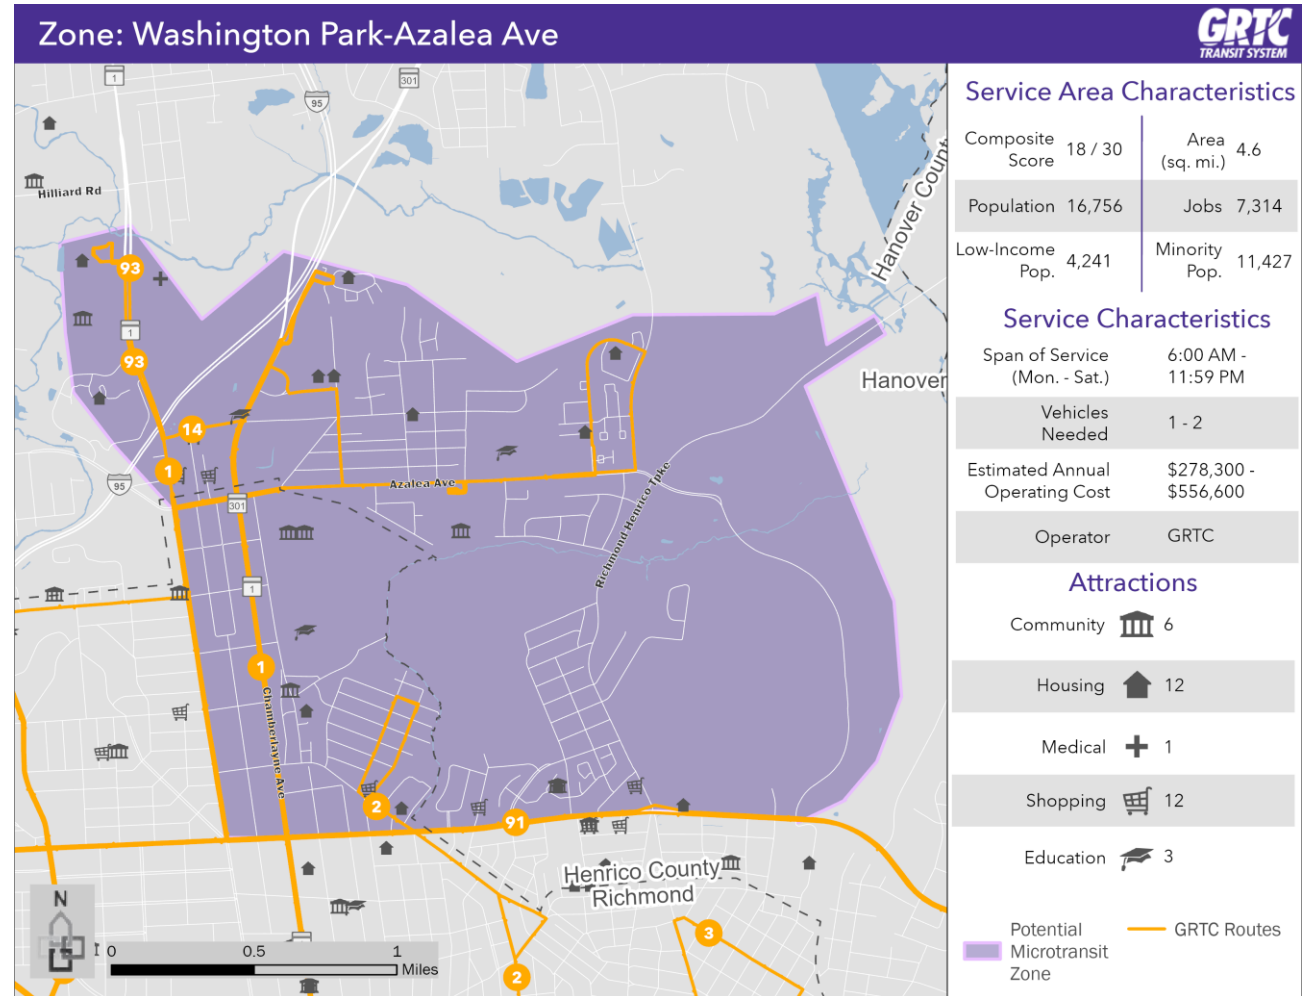 Zone: Washington Park-Azalea Ave
GRTC
TRANSIT SYSTEM
1
301
95
Hilliard Rd
Hanover Count
93
1
93
Hanover
14
1
95
Azalea Ave
301
Richmond Henrico Tpke
1
1
Chamberlayne Ave
2
91
Henrico County
Richmond
3
2
N
0 0.5 1
Miles
Service Area Characteristics
Composite Score 18 / 30
Area (sq. mi.) 4.6
Population 16,756
Jobs 7,314
Low-Income Pop. 4,241
Minority Pop. 11,427
Service Characteristics
Span of Service (Mon. - Sat.) 6:00 AM - 11:59 PM
Vehicles Needed 1 - 2
Estimated Annual Operating Cost $278,300 - $556,600
Operator GRTC
Attractions
Community 6
Housing 12
Medical 1
Shopping 12
Education 3
Potential Microtransit Zone
GRTC Routes